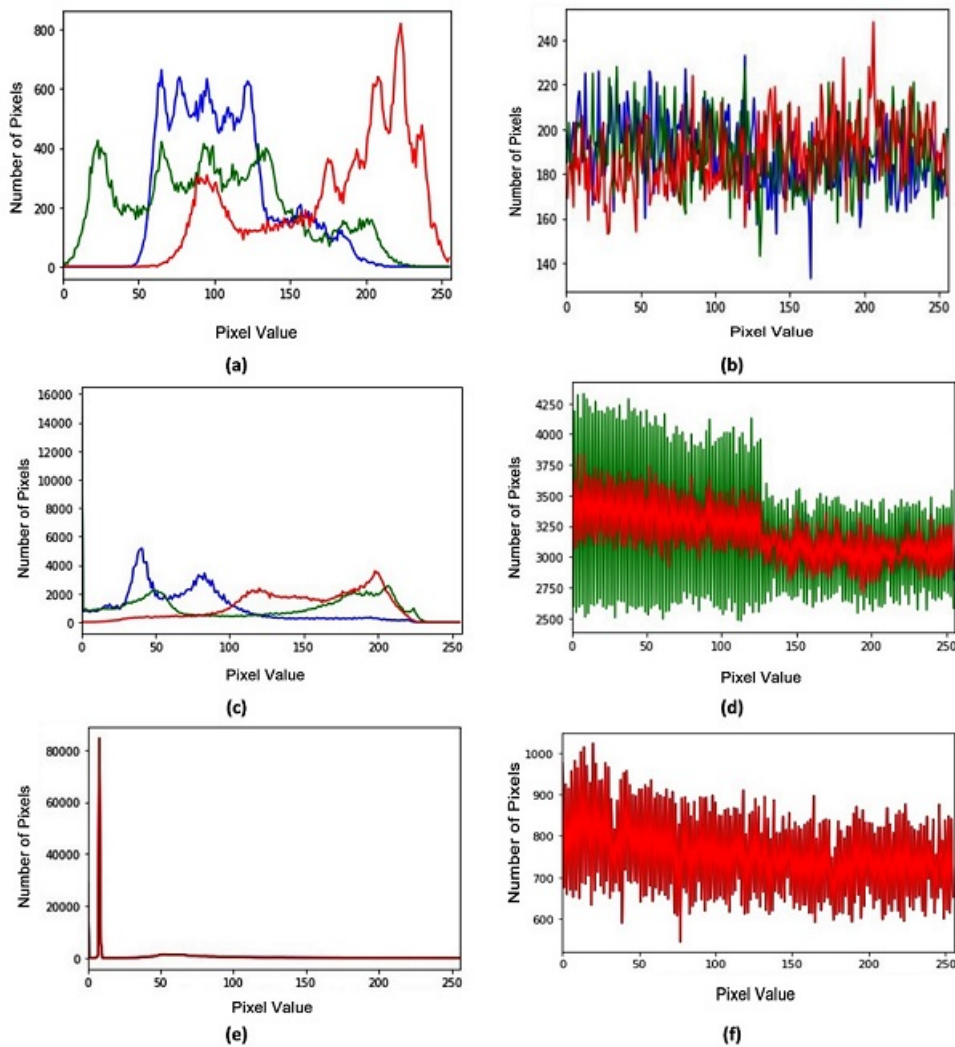 Number of Pixels
800
600
400
200
0
0 50 100 150 200 250
Pixel Value
(a)
Number of Pixels
240
220
200
180
160
140
0 50 100 150 200 250
Pixel Value
(b)
Number of Pixels
16000
14000
12000
10000
8000
6000
4000
2000
0
0 50 100 150 200 250
Pixel Value
(c)
Number of Pixels
4250
4000
3750
3500
3250
3000
2750
2500
0 50 100 150 200 250
Pixel Value
(d)
Number of Pixels
80000
60000
40000
20000
0
0 50 100 150 200 250
Pixel Value
(e)
Number of Pixels
1000
900
800
700
600
0 50 100 150 200 250
Pixel Value
(f)